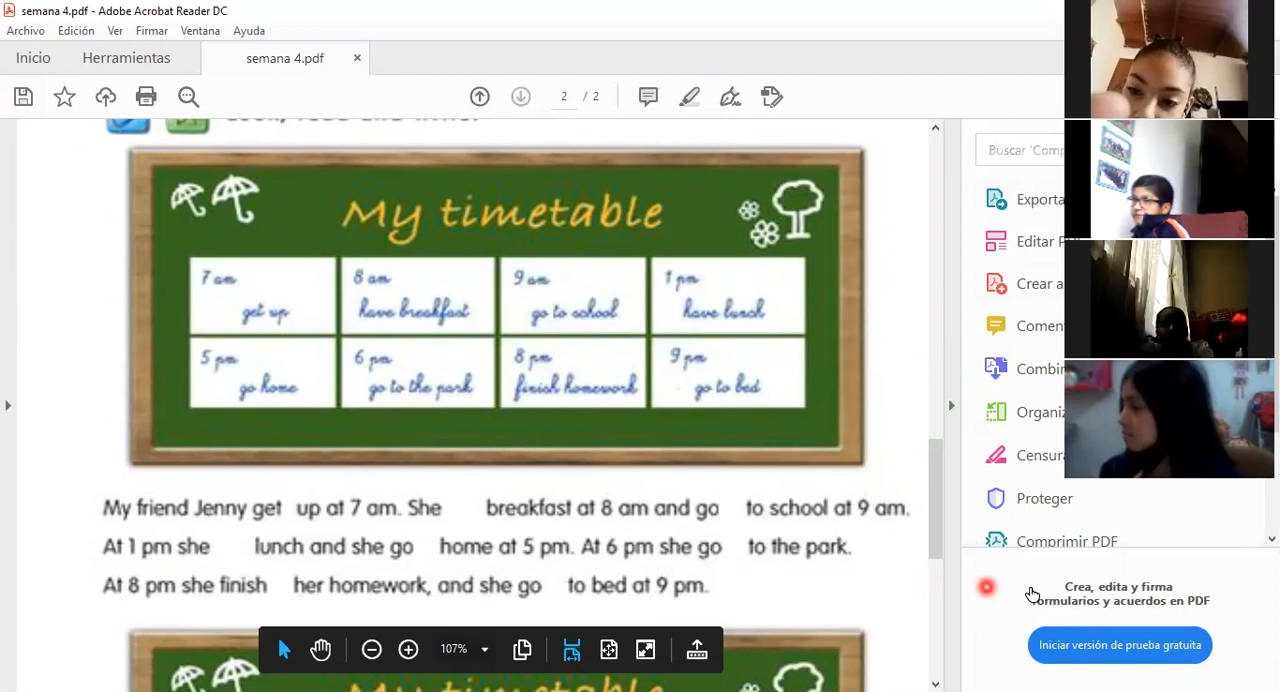 semana 4.pdf - Adobe Acrobat Reader DC
Archivo Edición Ver Firmar Ventana Ayuda
Inicio Herramientas semana 4.pdf ×
2 / 2
Buscar 'Comp
My timetable
7 am 8 am 9 am 1 pm
get up have breakfast go to school have lunch
5 pm 6 pm 8 pm 9 pm
go home go to the park finish homework go to bed
My friend Jenny get up at 7 am. She breakfast at 8 am and go to school at 9 am.
At 1 pm she lunch and she go home at 5 pm. At 6 pm she go to the park.
At 8 pm she finish her homework, and she go to bed at 9 pm.
My timetable
107%
Exporta
Editar P
Crear a
Comen
Combin
Organiz
Censura
Proteger
Comprimir PDF
Crea, edita y firma
formularios y acuerdos en PDF
Iniciar versión de prueba gratuita